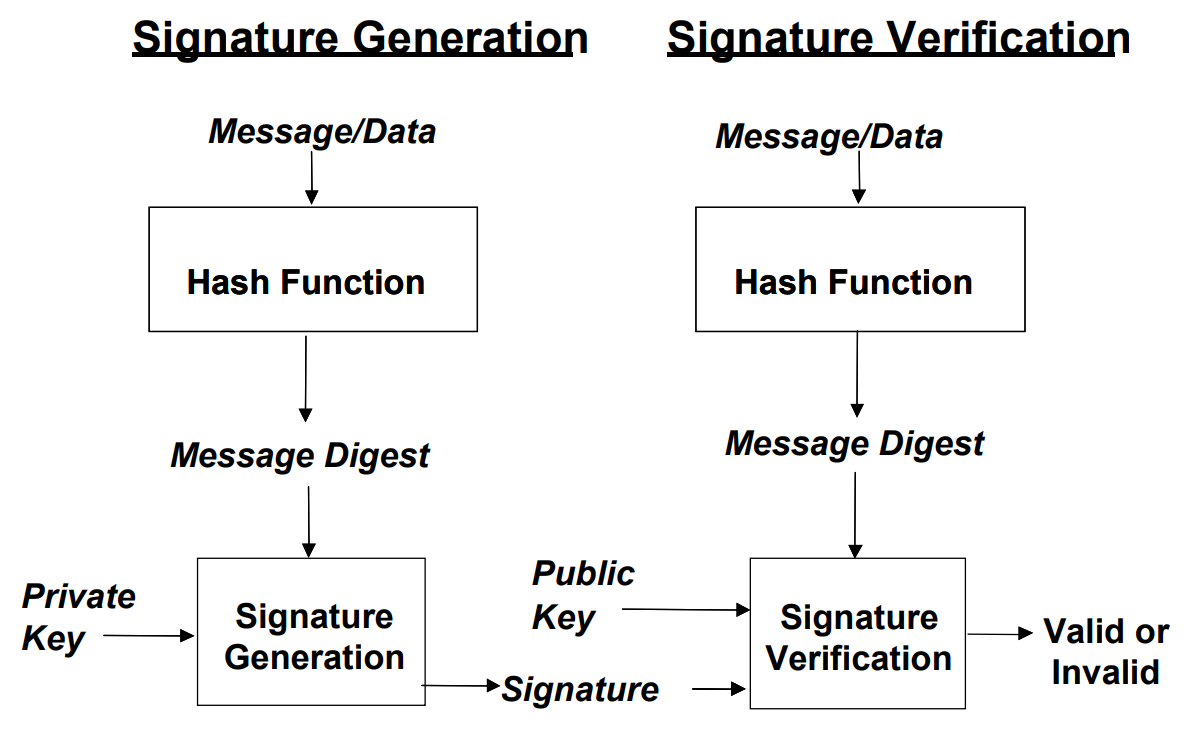 Signature Generation
Message/Data
Hash Function
Message Digest
Private
Key
Signature
Generation
Signature Verification
Message/Data
Hash Function
Message Digest
Public
Key
Signature
Signature
Verification
Valid or
Invalid